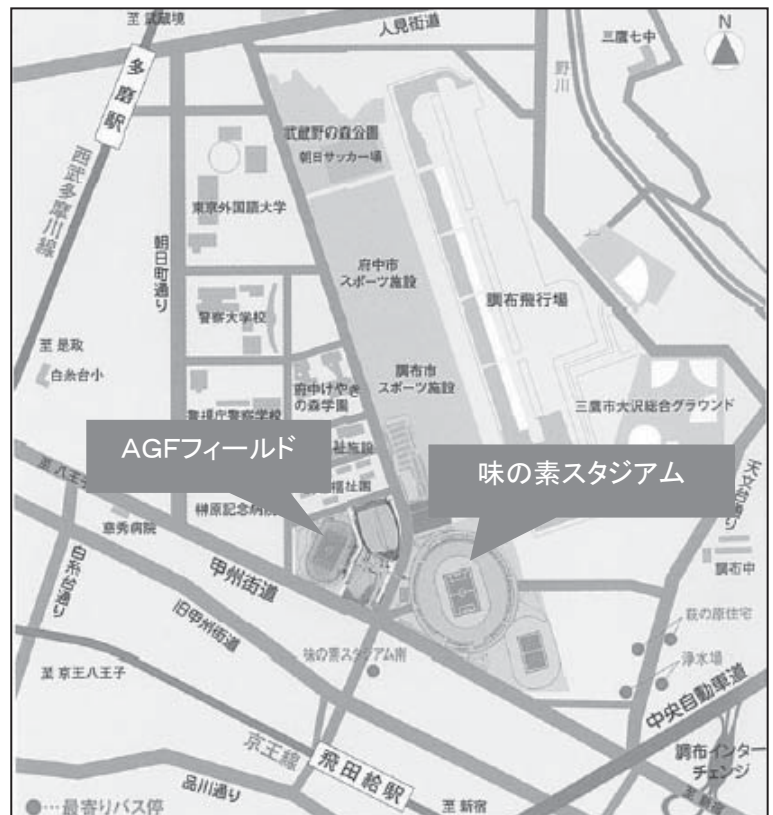 至 武蔵境
人見街道
N
三鷹七中
多磨駅
野川
西武多摩川線
武蔵野の森公園
朝日サッカー場
東京外国語大学
朝日町通り
府中市
スポーツ施設
調布飛行場
警察大学校
至 是政
白糸台小
府中けやき
の森学園
調布市
スポーツ施設
三鷹市大沢総合グラウンド
警視庁警察学校
AGFフィールド
味の素スタジアム
祉施設
福祉園
至 八王子
榊原記念病院
天文台通り
慈秀病院
調布中
白糸台通り
甲州街道
旧甲州街道
萩の原住宅
味の素スタジアム南
浄水場
至 京王八王子
中央自動車道
京王線
飛田給駅
調布インター
チェンジ
品川通り
●…最寄りバス停
至 新宿
至 新宿